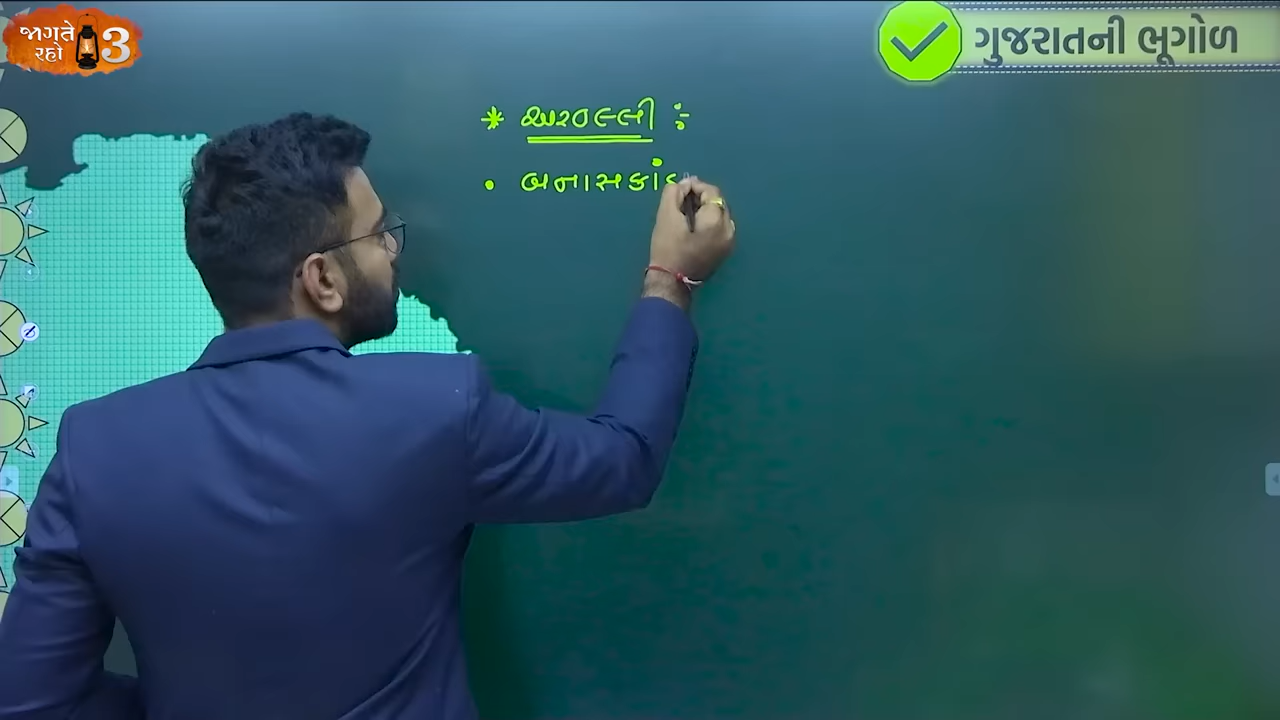 જાગતે
રહો 3
ગુજરાતની ભૂગોળ
* અરવલ્લી :-
• બનાસકાં